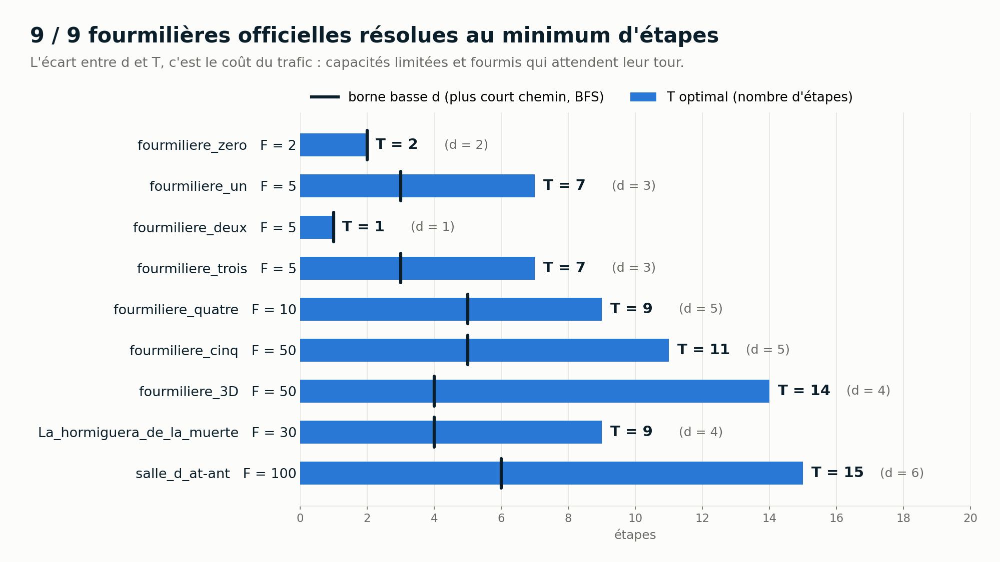 9 / 9 fourmilières officielles résolues au minimum d'étapes
L'écart entre d et T, c'est le coût du trafic : capacités limitées et fourmis qui attendent leur tour.
borne basse d (plus court chemin, BFS) T optimal (nombre d'étapes)
fourmiliere_zero F = 2 T = 2 (d = 2)
fourmiliere_un F = 5 T = 7 (d = 3)
fourmiliere_deux F = 5 T = 1 (d = 1)
fourmiliere_trois F = 5 T = 7 (d = 3)
fourmiliere_quatre F = 10 T = 9 (d = 5)
fourmiliere_cinq F = 50 T = 11 (d = 5)
fourmiliere_3D F = 50 T = 14 (d = 4)
La_hormiguera_de_la_muerte F = 30 T = 9 (d = 4)
salle_d_at-ant F = 100 T = 15 (d = 6)
0 2 4 6 8 10 12 14 16 18 20
étapes